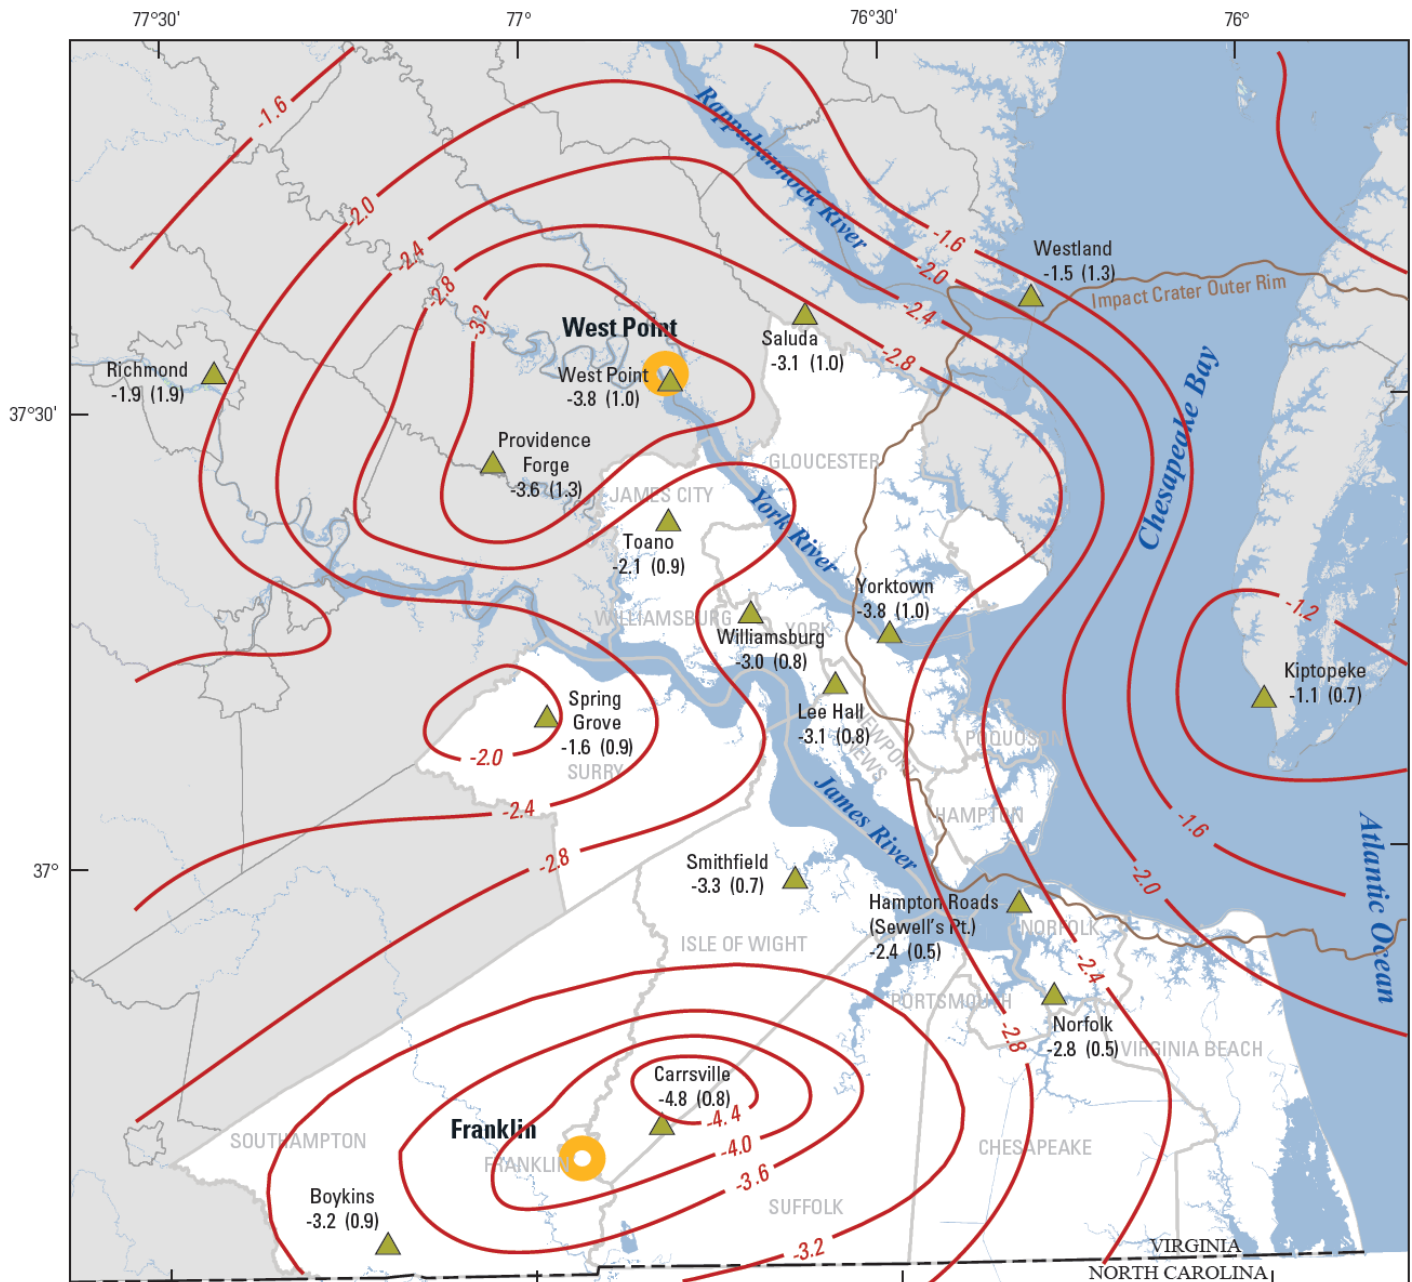 77°30'
77°
76°30'
76°
-1.6
Rappahannock River
-2.0
-1.6
-2.4
-2.0
Westland
-1.5 (1.3)
Impact Crater Outer Rim
-2.8
-2.4
-3.2
West Point
Saluda
-3.1 (1.0)
-2.8
Chesapeake Bay
Richmond
-1.9 (1.9)
West Point
-3.8 (1.0)
37°30'
Providence
Forge
-3.6 (1.3)
GLOUCESTER
JAMES CITY
York River
Toano
-2.1 (0.9)
Yorktown
-3.8 (1.0)
-1.2
WILLIAMSBURG
YORK
Williamsburg
-3.0 (0.8)
Kiptopeke
-1.1 (0.7)
Spring
Grove
-1.6 (0.9)
Lee Hall
-3.1 (0.8)
NEWPORT
NEWS
POQUOSON
-2.0
SURRY
-2.4
James River
HAMPTON
-1.6
Atlantic Ocean
-2.8
37°
Smithfield
-3.3 (0.7)
-2.0
Hampton Roads
(Sewell's Pt.)
-2.4 (0.5)
NORFOLK
ISLE OF WIGHT
-2.4
PORTSMOUTH
Norfolk
-2.8 (0.5)
-2.8
VIRGINIA BEACH
Carrsville
-4.8 (0.8)
-4.4
Franklin
-4.0
SOUTHAMPTON
FRANKLIN
CHESAPEAKE
-3.6
Boykins
-3.2 (0.9)
SUFFOLK
-3.2
VIRGINIA
NORTH CAROLINA